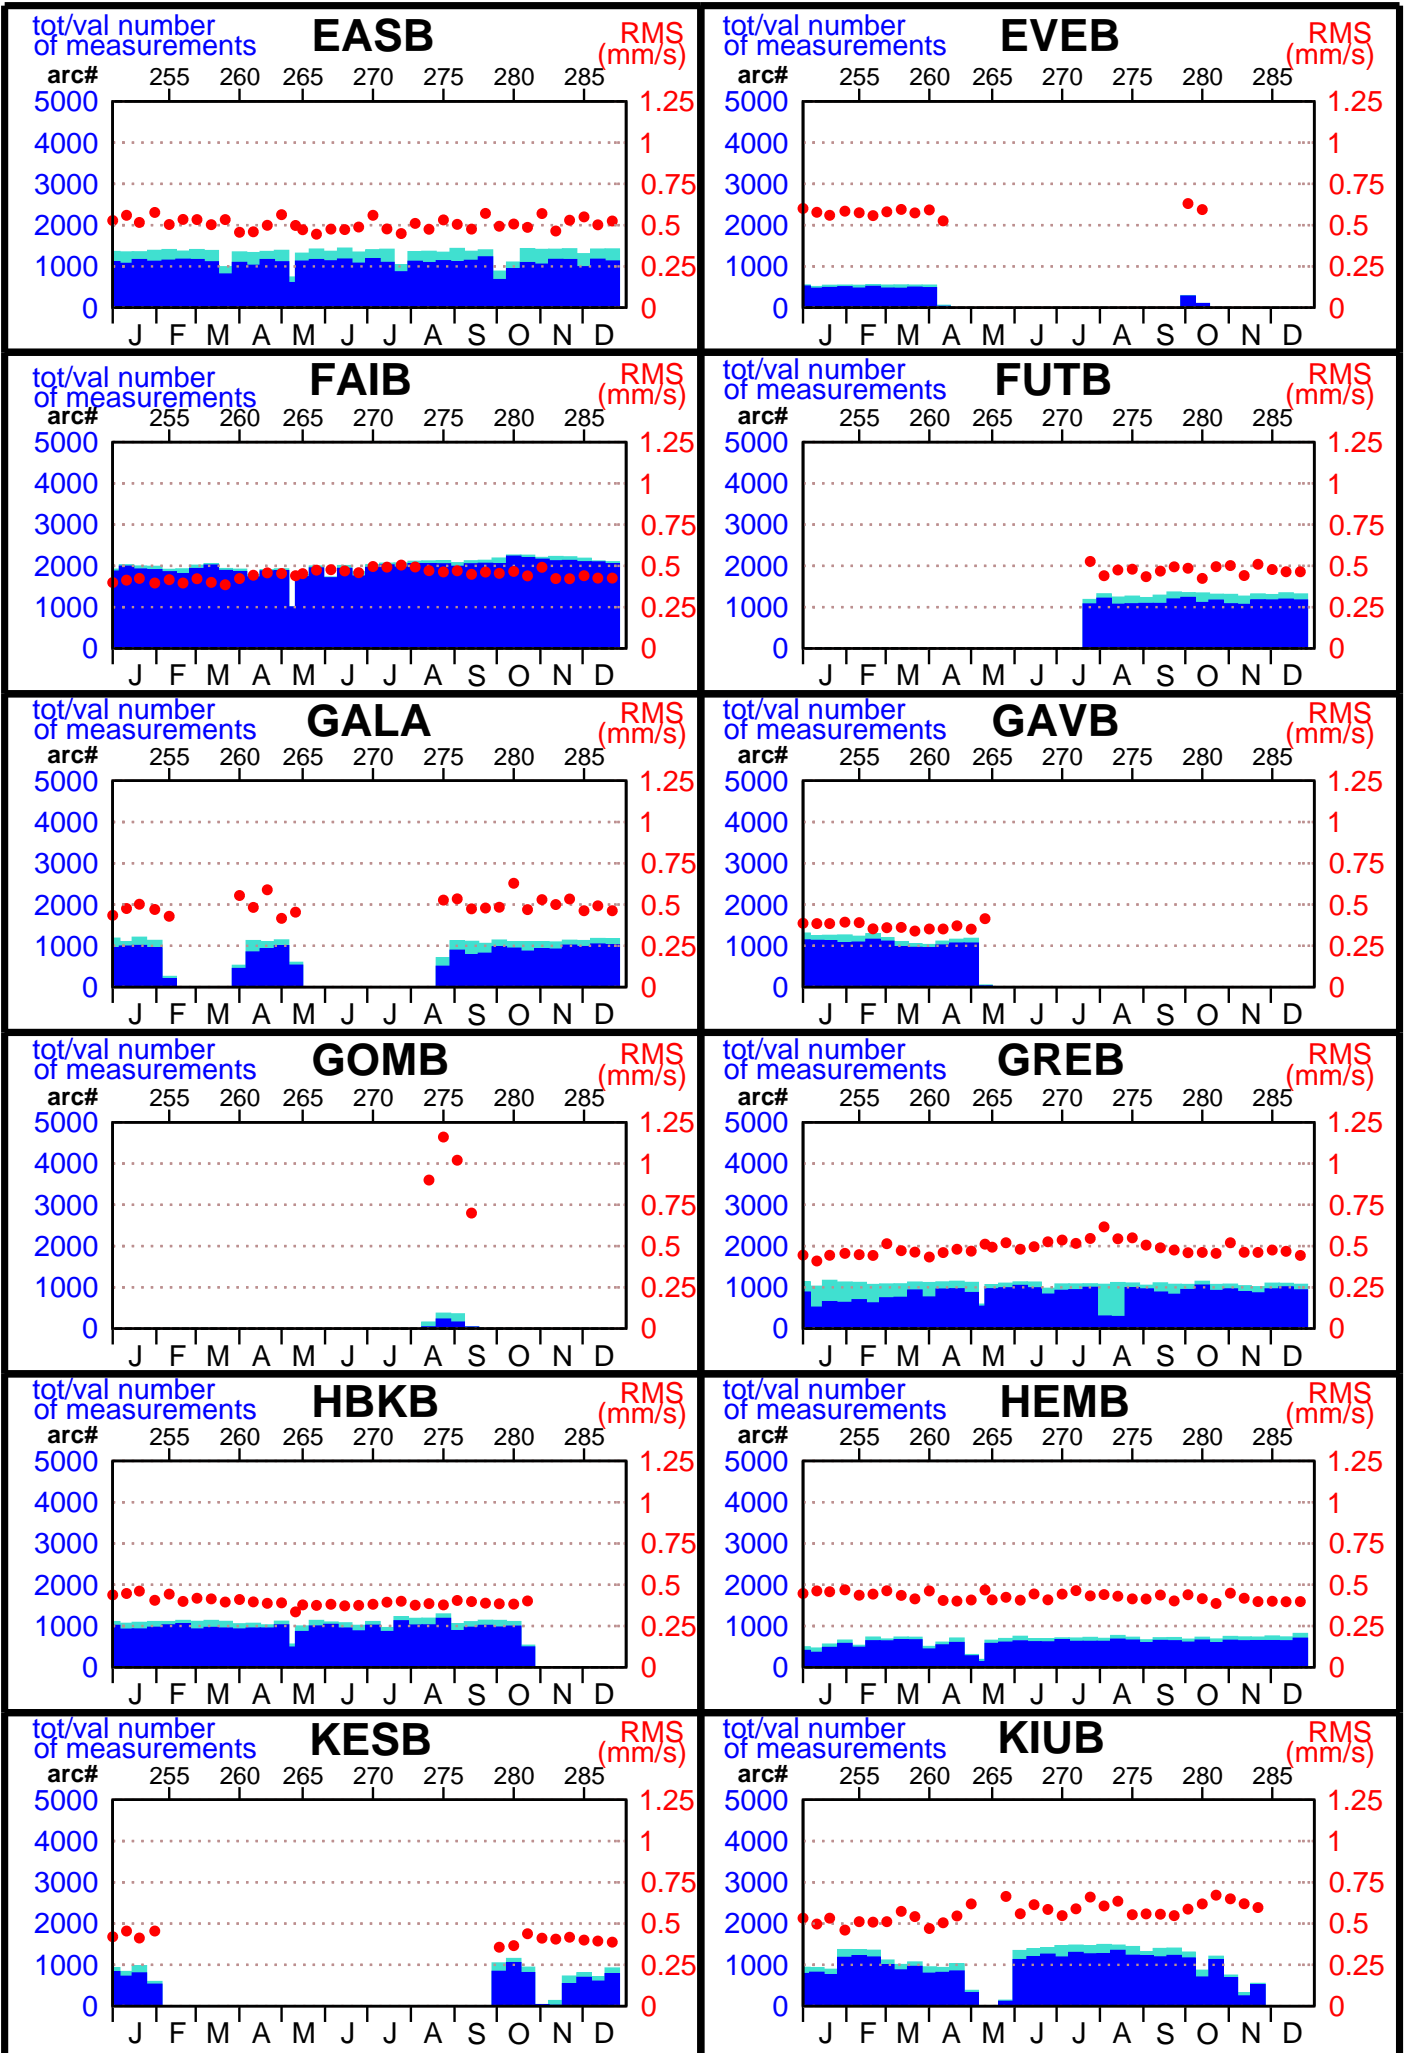 tot/val number EASB RMS
of measurements (mm/s)
arc# 255 260 265 270 275 280 285
5000 1.25
4000 1
3000 0.75
2000 0.5
1000 0.25
0 0
J F M A M J J A S O N D
tot/val number EVEB RMS
of measurements (mm/s)
arc# 255 260 265 270 275 280 285
5000 1.25
4000 1
3000 0.75
2000 0.5
1000 0.25
0 0
J F M A M J J A S O N D
tot/val number FAIB RMS
of measurements (mm/s)
arc# 255 260 265 270 275 280 285
5000 1.25
4000 1
3000 0.75
2000 0.5
1000 0.25
0 0
J F M A M J J A S O N D
tot/val number FUTB RMS
of measurements (mm/s)
arc# 255 260 265 270 275 280 285
5000 1.25
4000 1
3000 0.75
2000 0.5
1000 0.25
0 0
J F M A M J J A S O N D
tot/val number GALA RMS
of measurements (mm/s)
arc# 255 260 265 270 275 280 285
5000 1.25
4000 1
3000 0.75
2000 0.5
1000 0.25
0 0
J F M A M J J A S O N D
tot/val number GAVB RMS
of measurements (mm/s)
arc# 255 260 265 270 275 280 285
5000 1.25
4000 1
3000 0.75
2000 0.5
1000 0.25
0 0
J F M A M J J A S O N D
tot/val number GOMB RMS
of measurements (mm/s)
arc# 255 260 265 270 275 280 285
5000 1.25
4000 1
3000 0.75
2000 0.5
1000 0.25
0 0
J F M A M J J A S O N D
tot/val number GREB RMS
of measurements (mm/s)
arc# 255 260 265 270 275 280 285
5000 1.25
4000 1
3000 0.75
2000 0.5
1000 0.25
0 0
J F M A M J J A S O N D
tot/val number HBKB RMS
of measurements (mm/s)
arc# 255 260 265 270 275 280 285
5000 1.25
4000 1
3000 0.75
2000 0.5
1000 0.25
0 0
J F M A M J J A S O N D
tot/val number HEMB RMS
of measurements (mm/s)
arc# 255 260 265 270 275 280 285
5000 1.25
4000 1
3000 0.75
2000 0.5
1000 0.25
0 0
J F M A M J J A S O N D
tot/val number KESB RMS
of measurements (mm/s)
arc# 255 260 265 270 275 280 285
5000 1.25
4000 1
3000 0.75
2000 0.5
1000 0.25
0 0
J F M A M J J A S O N D
tot/val number KIUB RMS
of measurements (mm/s)
arc# 255 260 265 270 275 280 285
5000 1.25
4000 1
3000 0.75
2000 0.5
1000 0.25
0 0
J F M A M J J A S O N D